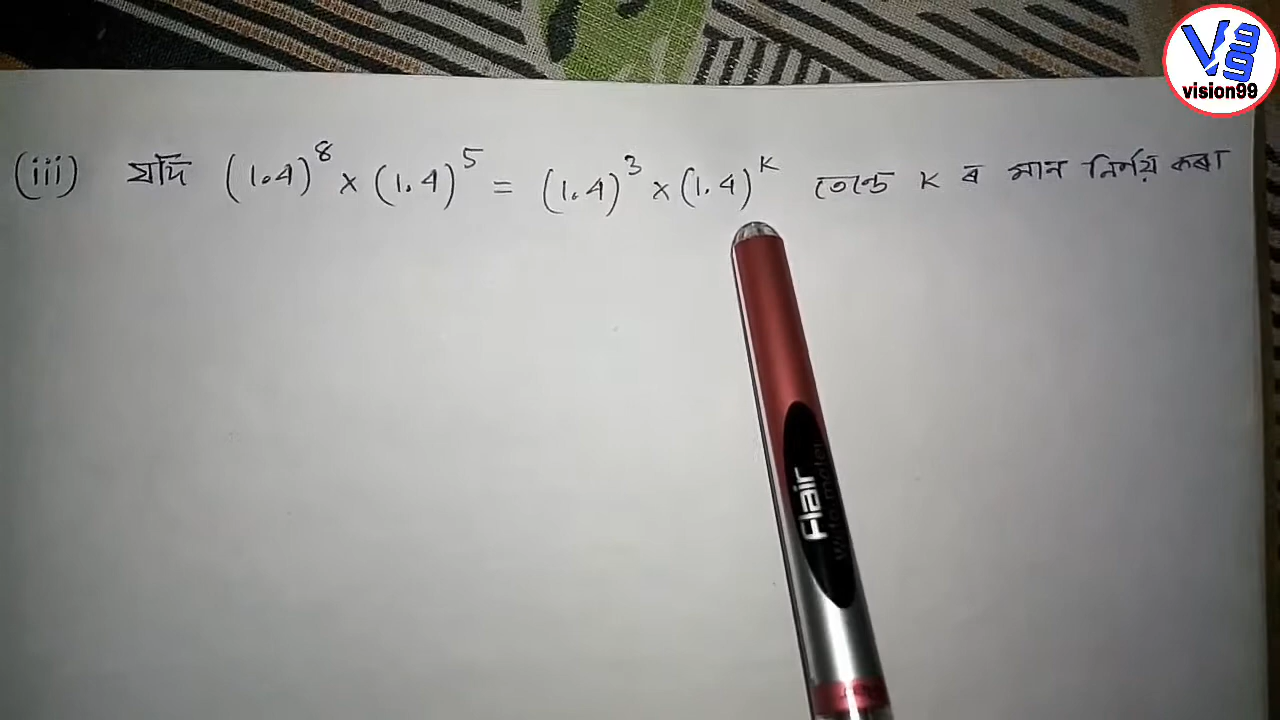 V99
vision99
(iii) যদি (1.4)^8 × (1.4)^5 = (1.4)^3 × (1.4)^K তেন্তে K ৰ মান নিৰ্ণয় কৰা
Flair